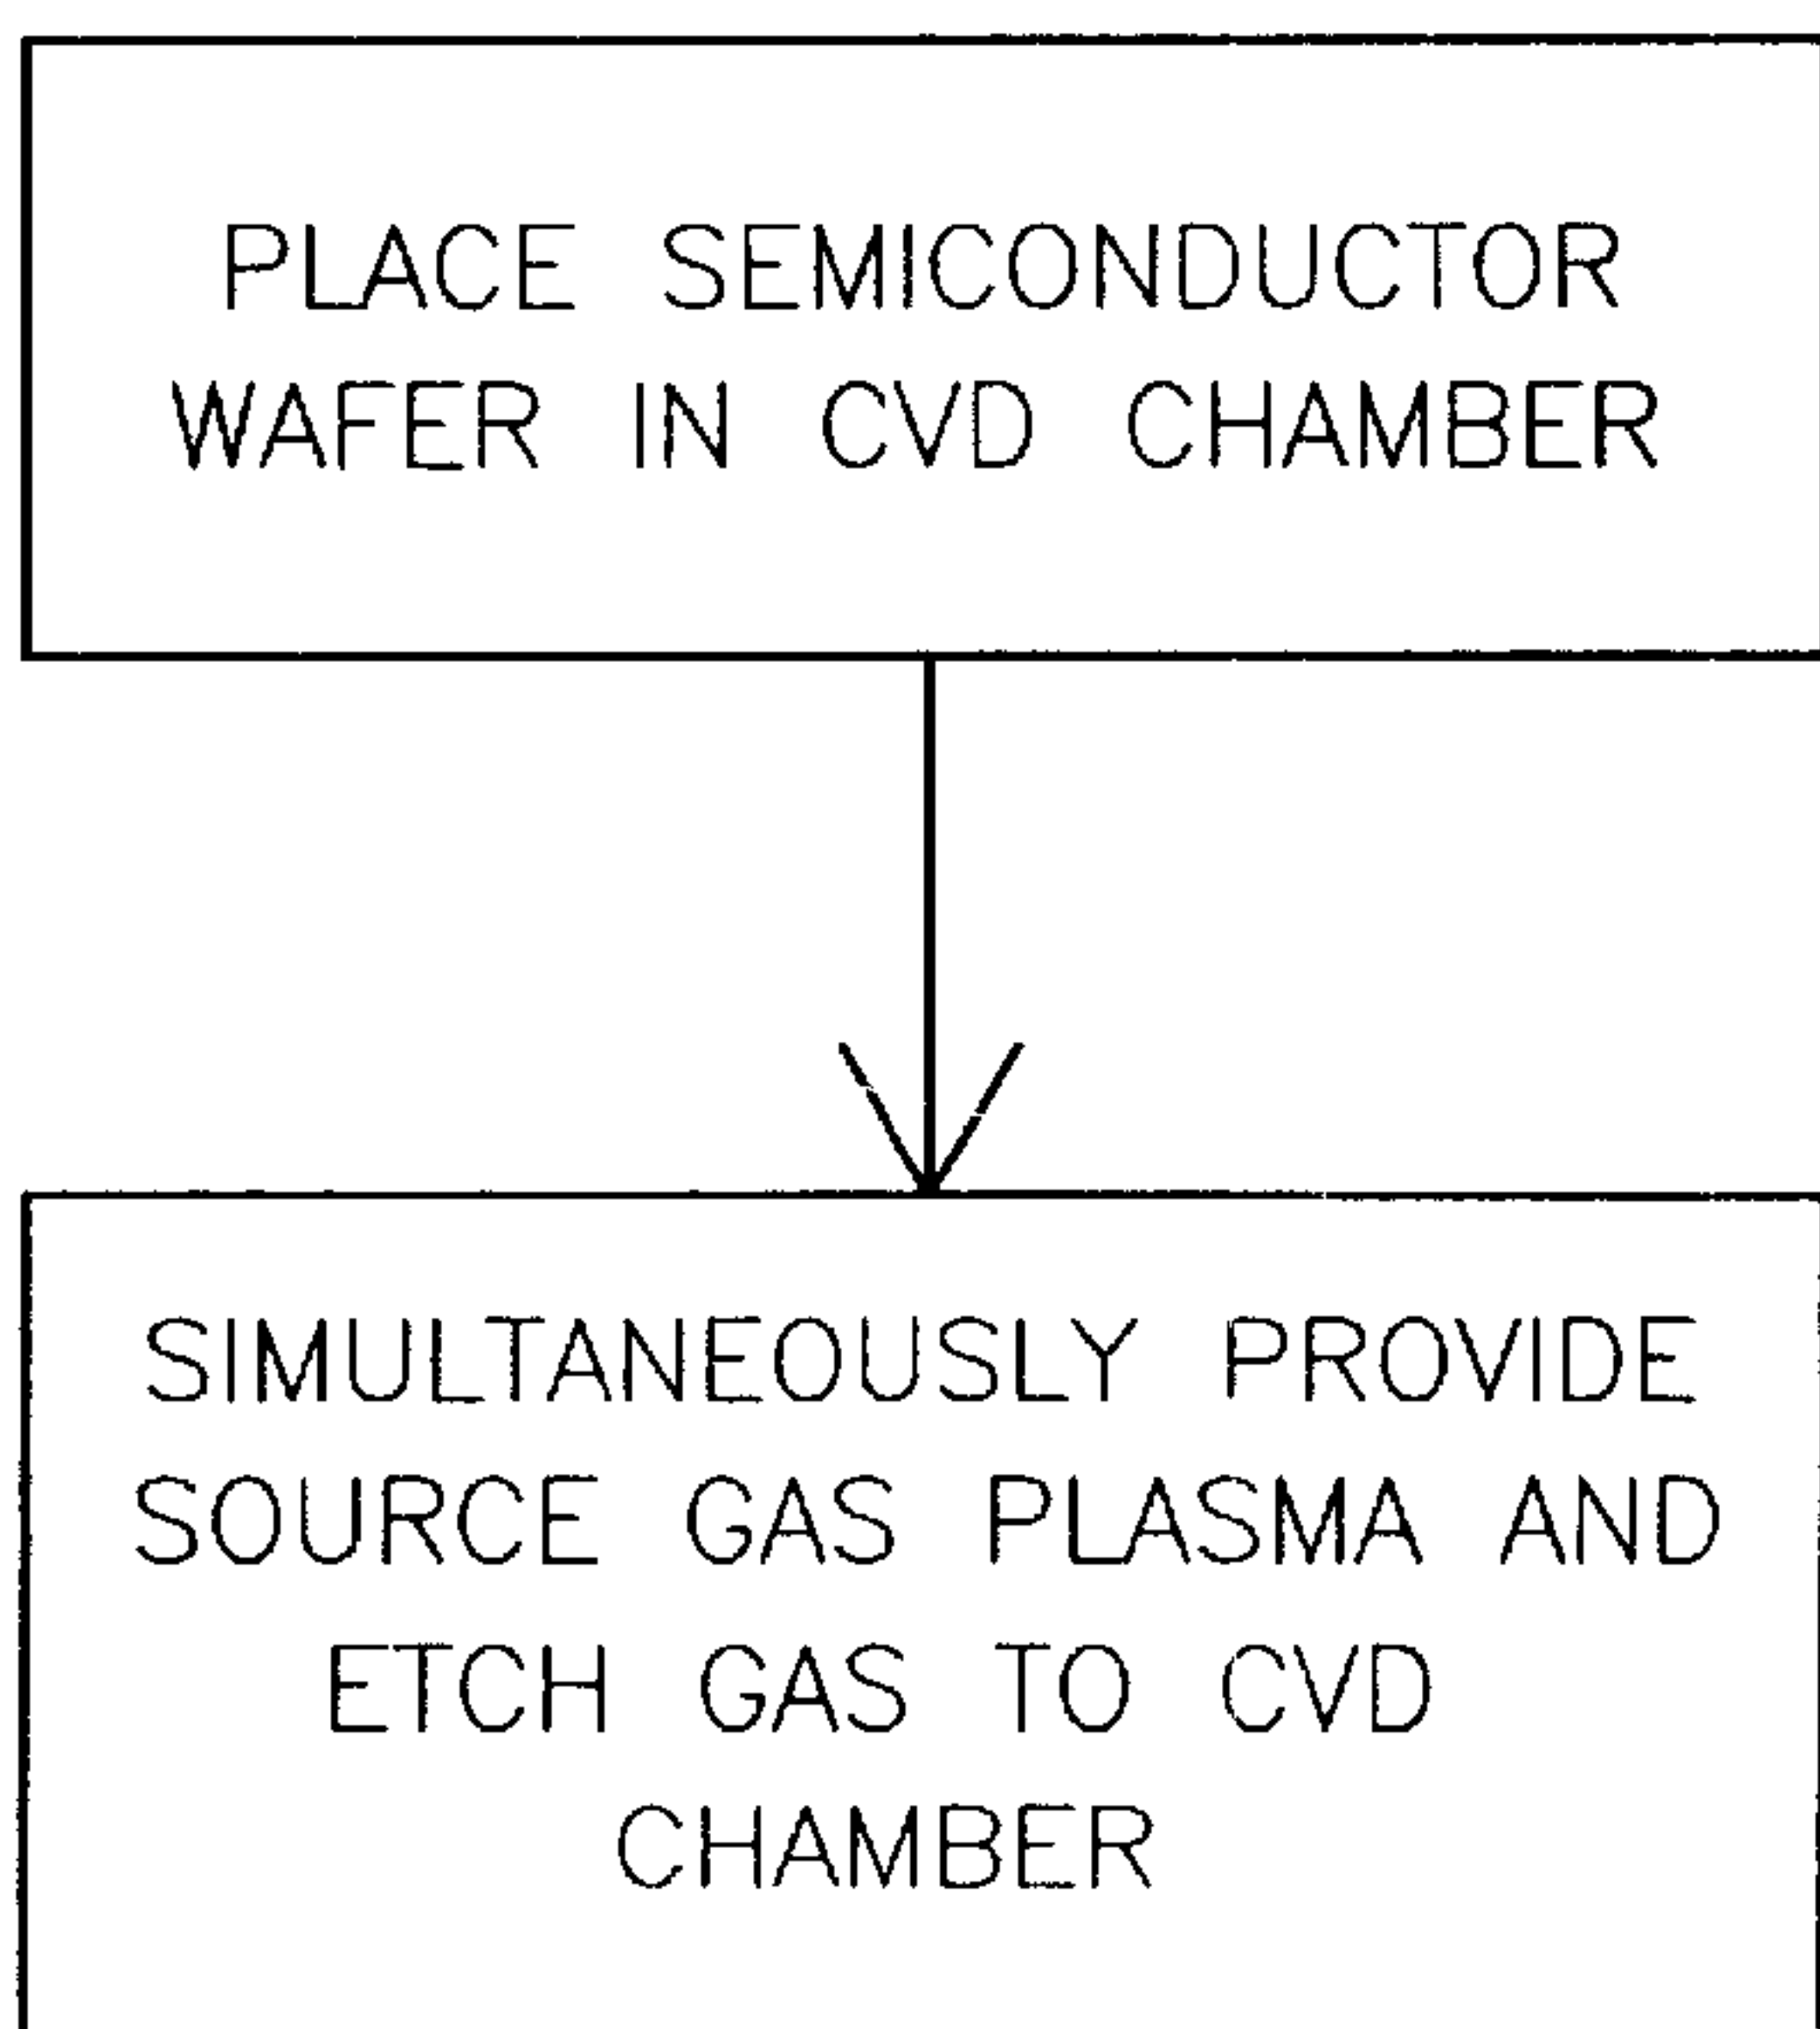 PLACE SEMICONDUCTOR
WAFER IN CVD CHAMBER
SIMULTANEOUSLY PROVIDE
SOURCE GAS PLASMA AND
ETCH GAS TO CVD
CHAMBER